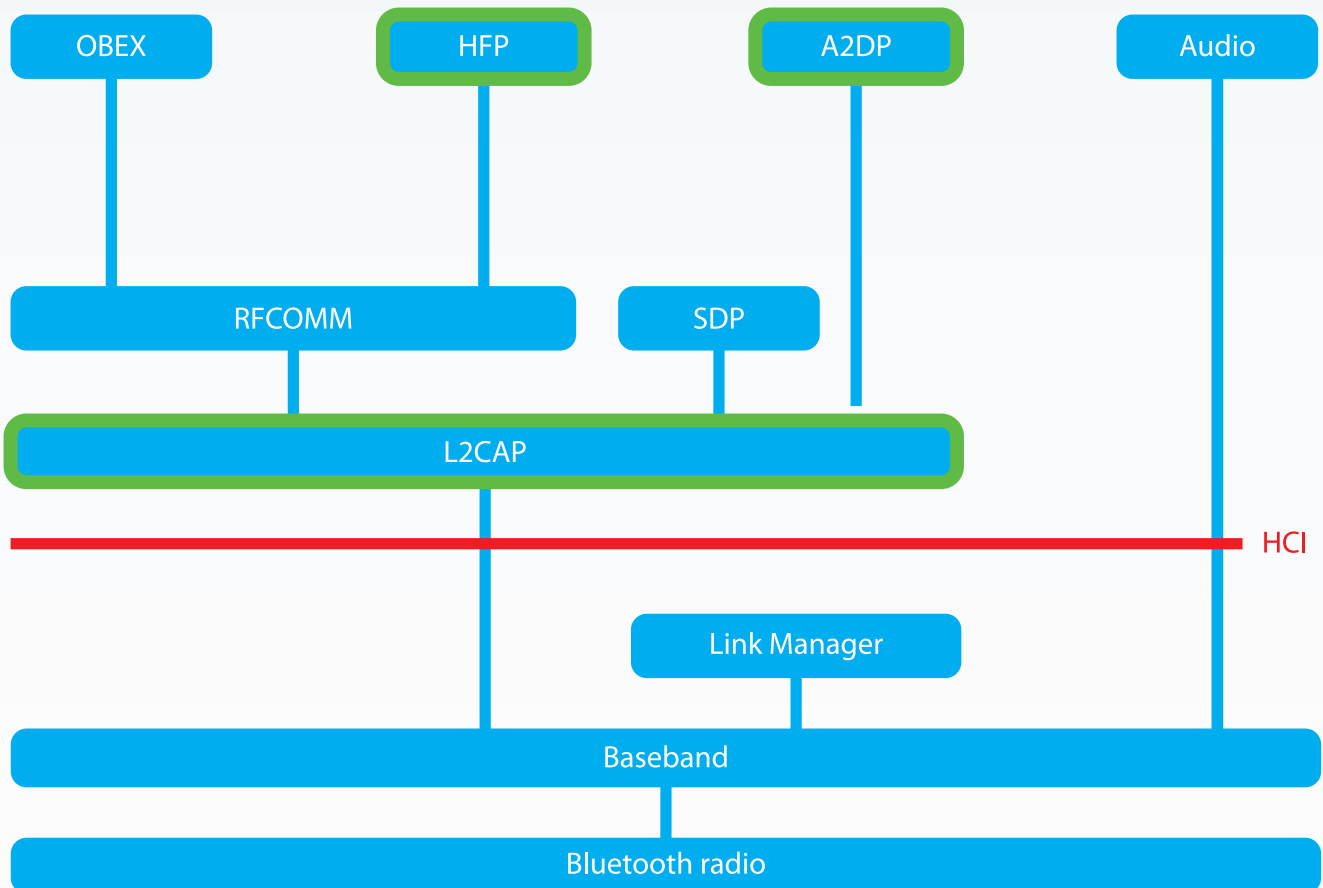 OBEX
HFP
A2DP
Audio
RFCOMM
SDP
L2CAP
HCI
Link Manager
Baseband
Bluetooth radio